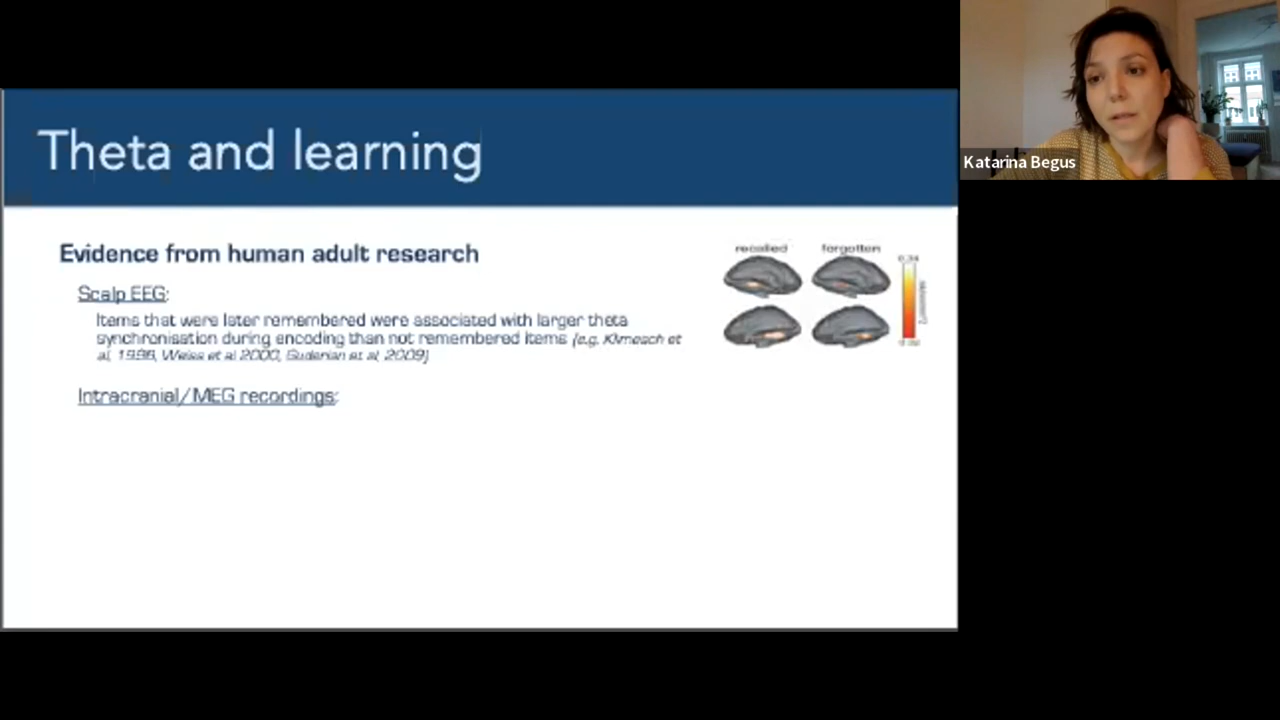 Theta and learning
Katarina Begus
Evidence from human adult research
recalled forgotten
Scalp EEG:
Items that were later remembered were associated with larger theta
synchronisation during encoding than not remembered items (e.g. Klimesch et
al, 1996, Weiss et al 2000, Guderian et al, 2009)
Intracranial/MEG recordings: